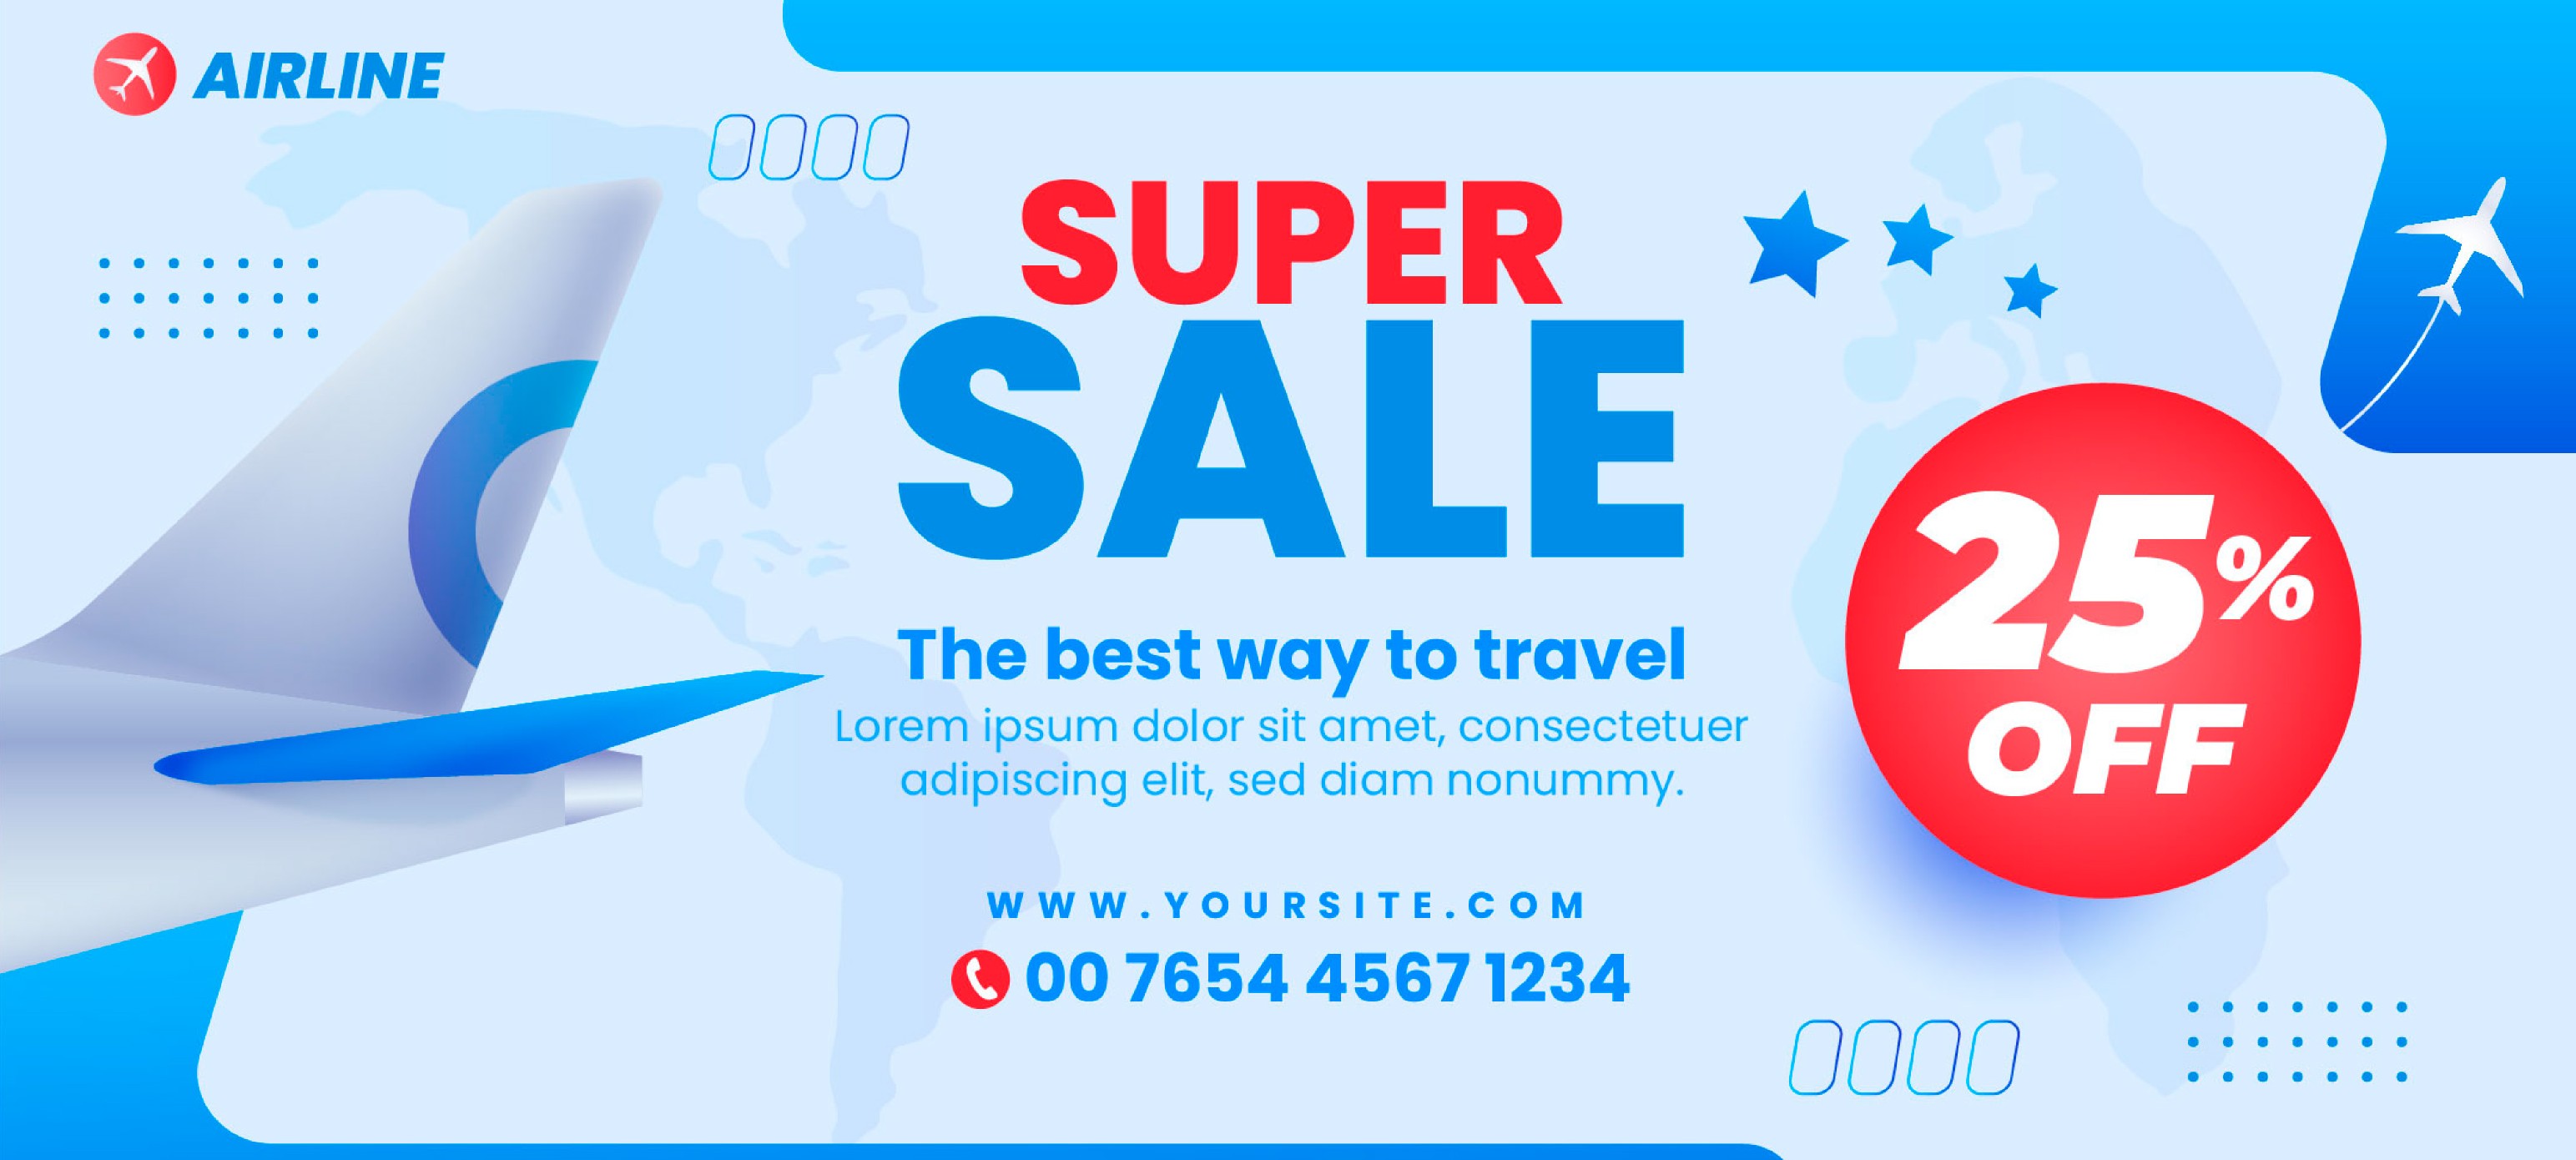 AIRLINE
SUPER
SALE
The best way to travel
Lorem ipsum dolor sit amet, consectetuer
adipiscing elit, sed diam nonummy.
WWW.YOURSITE.COM
00 7654 4567 1234
25%
OFF